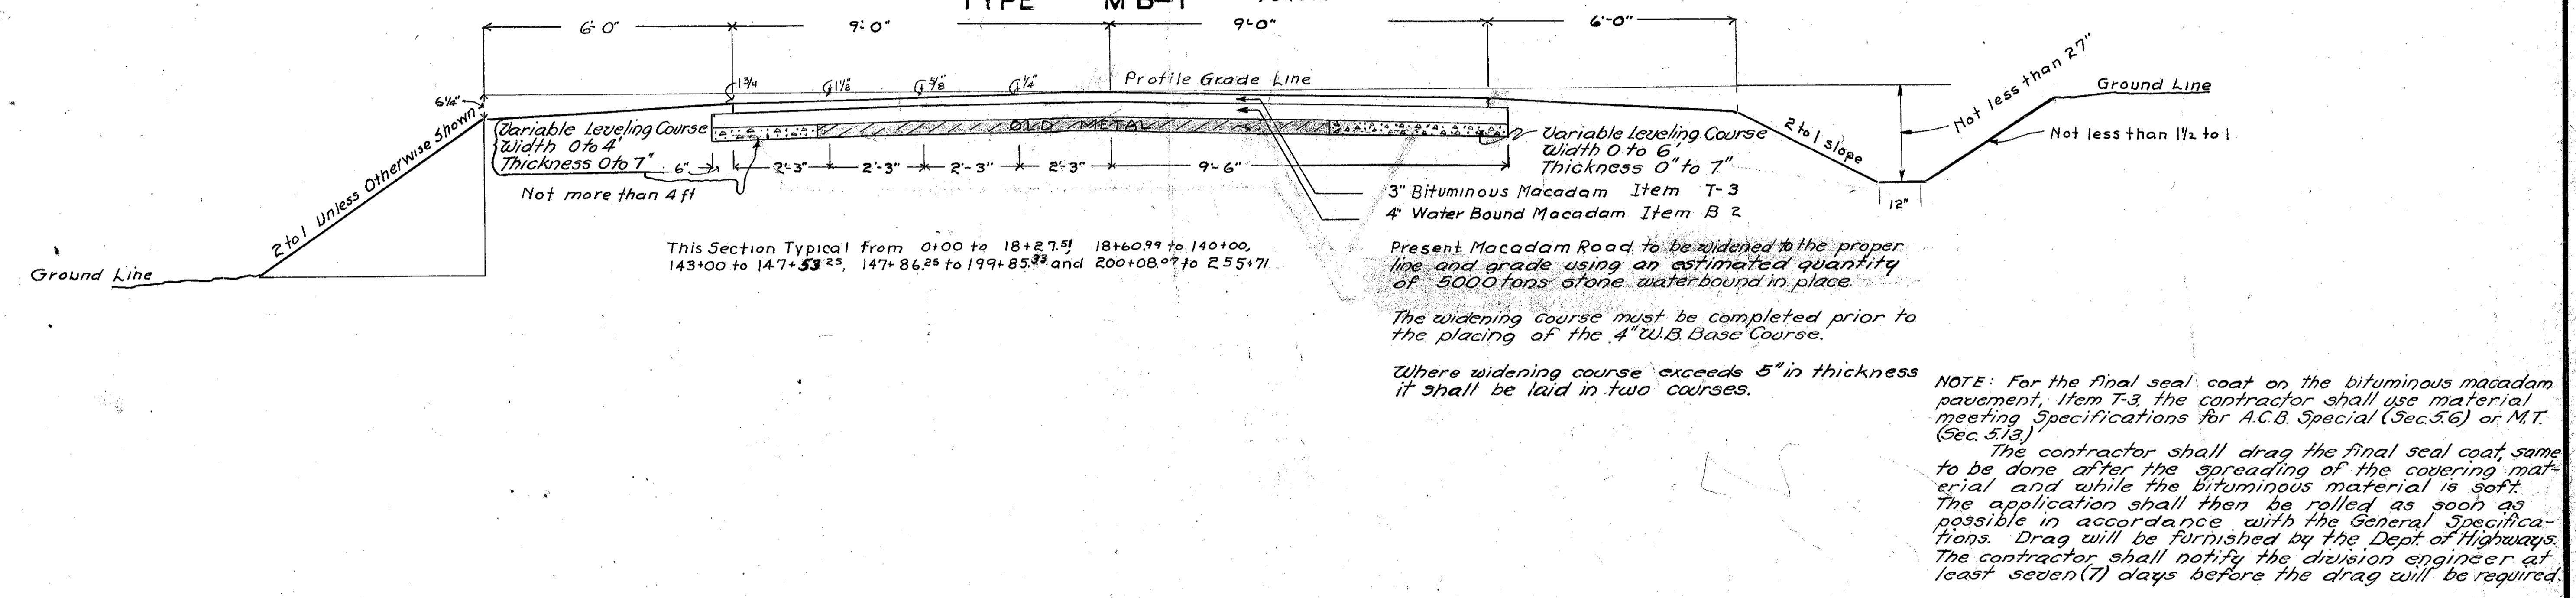 TYPE MB-1
6'-0" 9'-0" 9'-0" 6'-0"
1 3/4 1 1/8 5/8 1/4 Profile Grade Line
6 1/4"
Not less than 27"
Ground Line
Not less than 1 1/2 to 1
2 to 1 slope
12"
2 to 1 Unless Otherwise Shown
Ground Line
Variable Leveling Course
Width 0 to 4'
Thickness 0 to 7"
Not more than 4 ft
OLD METAL
6" 2'-3" 2'-3" 2'-3" 2'-3" 9'-6"
Variable Leveling Course
Width 0 to 6'
Thickness 0" to 7"
3" Bituminous Macadam Item T-3
4" Water Bound Macadam Item B 2
This Section Typical from 0+00 to 18+27.51, 18+60.99 to 140+00,
143+00 to 147+53.25, 147+86.25 to 199+85.33 and 200+08.07 to 255+71
Present Macadam Road to be widened to the proper
line and grade using an estimated quantity
of 5000 tons stone waterbound in place.
The widening course must be completed prior to
the placing of the 4" W.B. Base Course.
Where widening course exceeds 5" in thickness
it shall be laid in two courses.
NOTE: For the final seal coat on the bituminous macadam
pavement, Item T-3, the contractor shall use material
meeting Specifications for A.C.B. Special (Sec. 5.6) or M.T.
(Sec. 5.13.)
The contractor shall drag the final seal coat, same
to be done after the spreading of the covering mat-
erial and while the bituminous material is soft.
The application shall then be rolled as soon as
possible in accordance with the General Specifica-
tions. Drag will be furnished by the Dept. of Highways.
The contractor shall notify the division engineer at
least seven (7) days before the drag will be required.